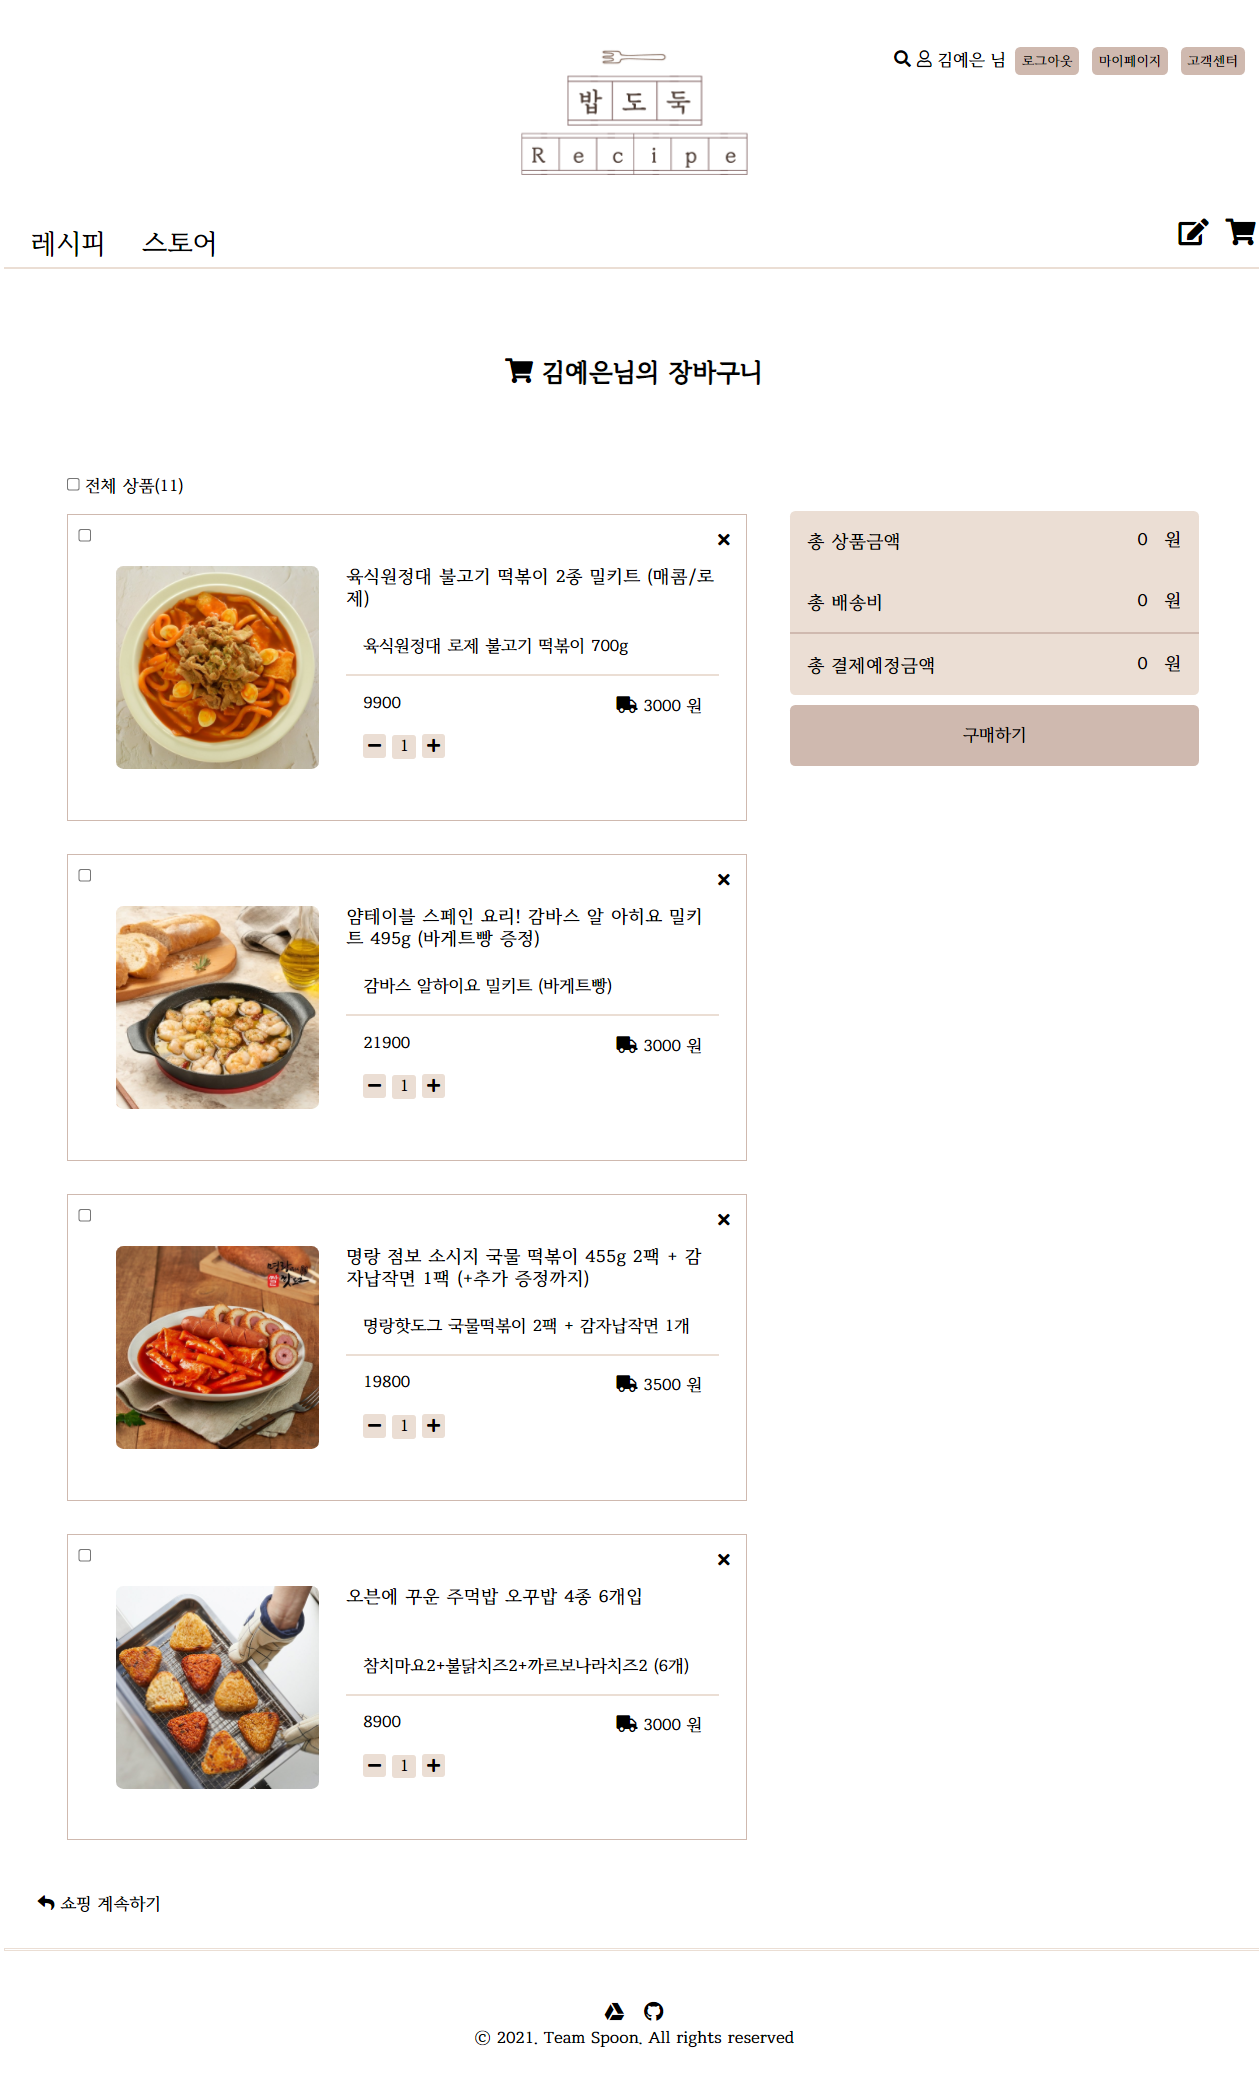 김예은 님 로그아웃 마이페이지 고객센터
밥도둑
Recipe
레시피 스토어
김예은님의 장바구니
전체 상품(11)
육식원정대 불고기 떡볶이 2종 밀키트 (매콤/로
제)
육식원정대 로제 불고기 떡볶이 700g
9900 3000 원
1
총 상품금액 0 원
총 배송비 0 원
총 결제예정금액 0 원
구매하기
얌테이블 스페인 요리! 감바스 알 아히요 밀키
트 495g (바게트빵 증정)
감바스 알하이요 밀키트 (바게트빵)
21900 3000 원
1
명랑 점보 소시지 국물 떡볶이 455g 2팩 + 감
자납작면 1팩 (+추가 증정까지)
명랑핫도그 국물떡볶이 2팩 + 감자납작면 1개
19800 3500 원
1
오븐에 꾸운 주먹밥 오꾸밥 4종 6개입
참치마요2+불닭치즈2+까르보나라치즈2 (6개)
8900 3000 원
1
쇼핑 계속하기
ⓒ 2021. Team Spoon. All rights reserved